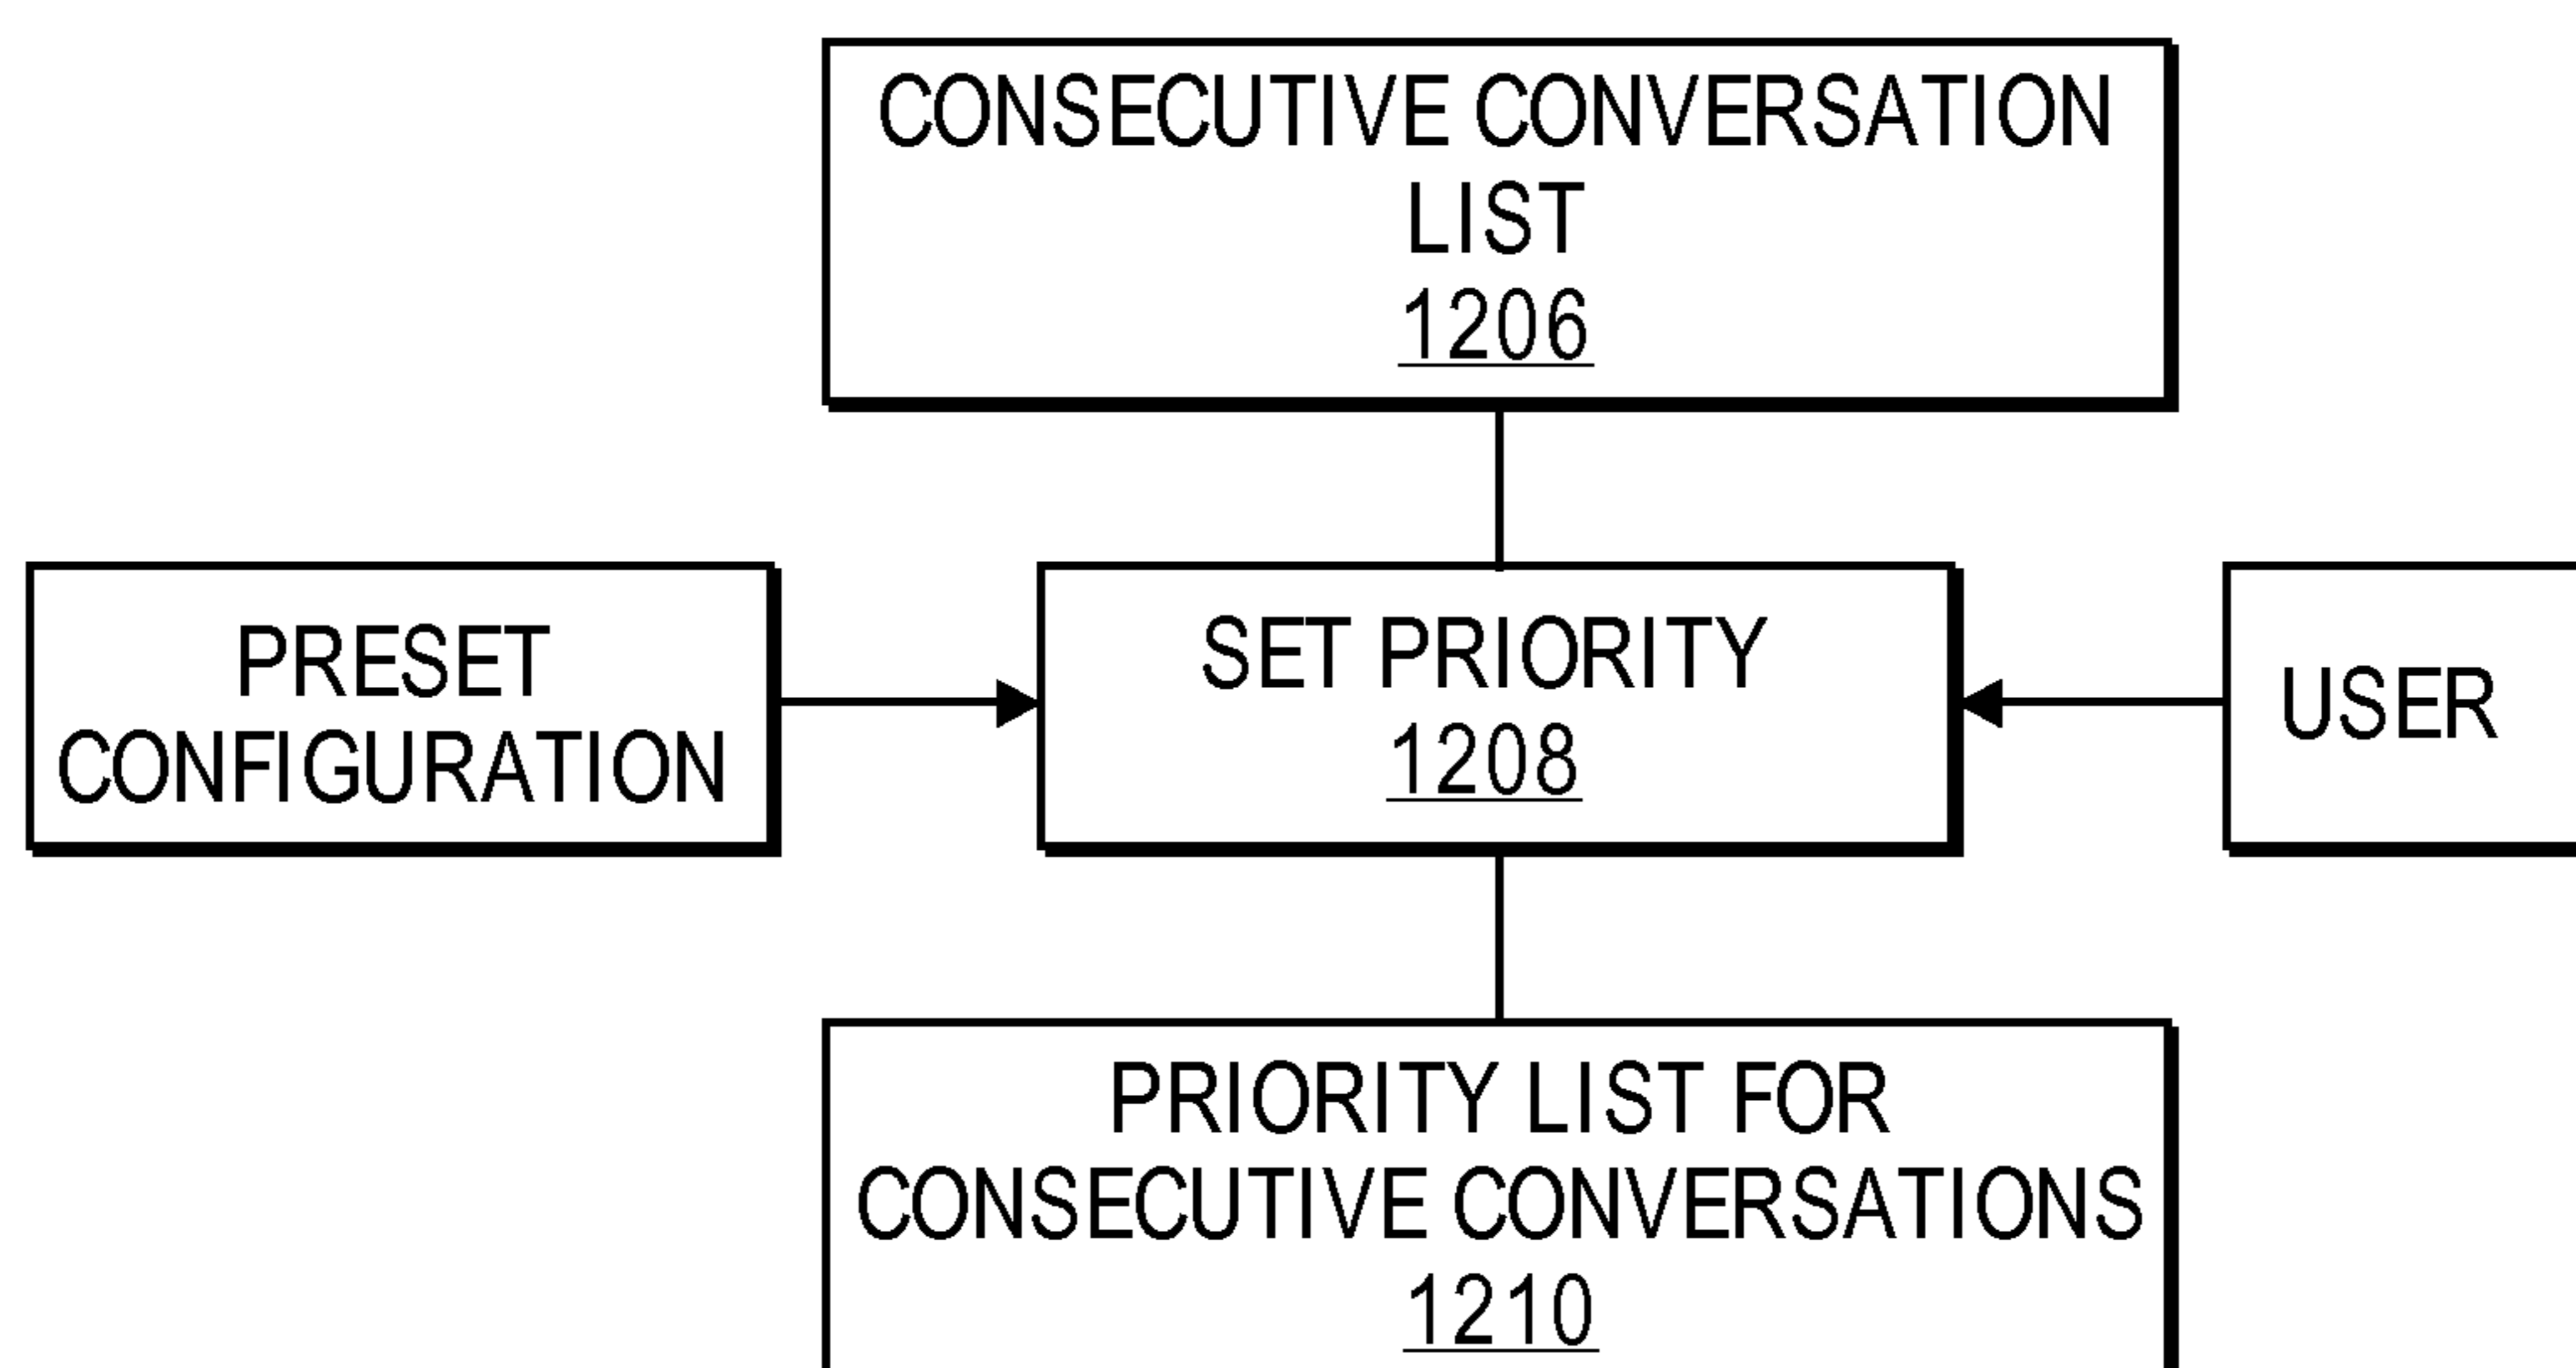 CONSECUTIVE CONVERSATION
LIST
1206
PRESET
CONFIGURATION
SET PRIORITY
1208
USER
PRIORITY LIST FOR
CONSECUTIVE CONVERSATIONS
1210